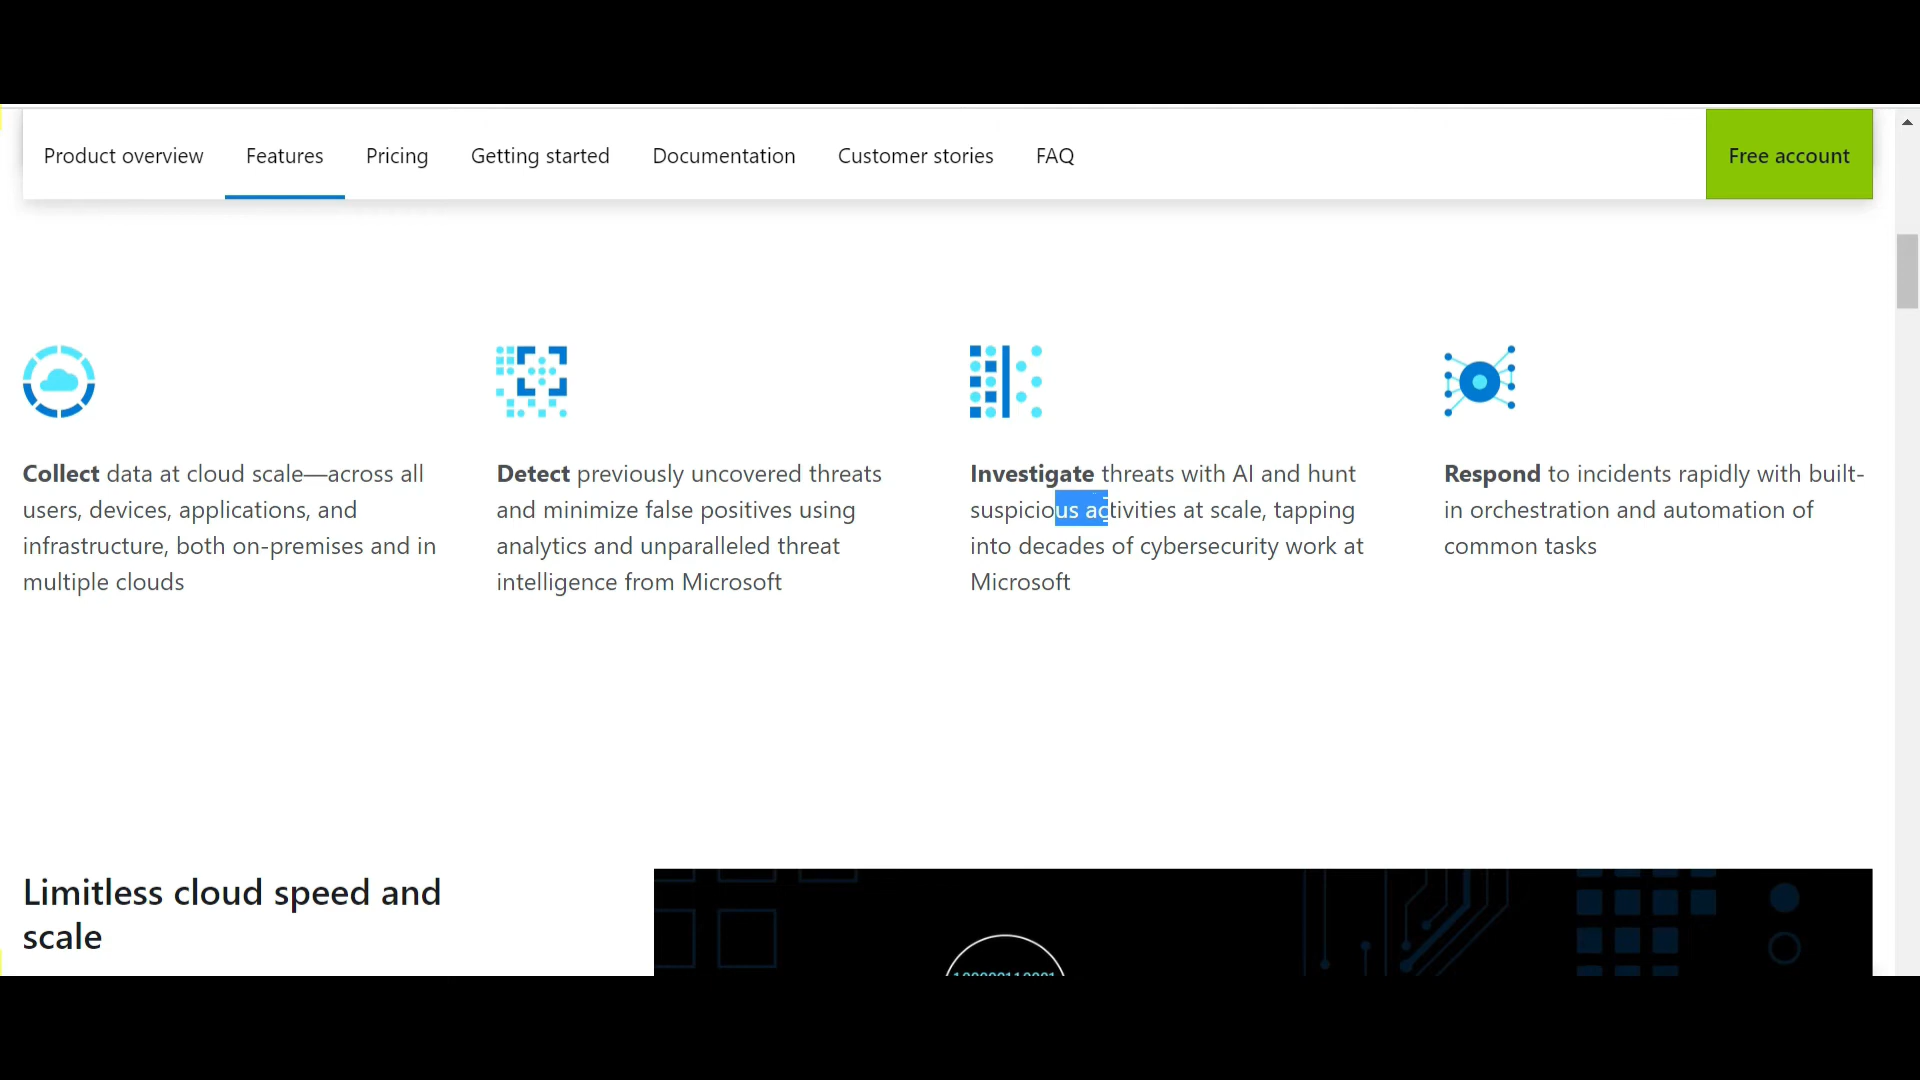 Product overview Features Pricing Getting started Documentation Customer stories FAQ Free account
Collect data at cloud scale—across all
users, devices, applications, and
infrastructure, both on-premises and in
multiple clouds
Detect previously uncovered threats
and minimize false positives using
analytics and unparalleled threat
intelligence from Microsoft
Investigate threats with AI and hunt
suspicious activities at scale, tapping
into decades of cybersecurity work at
Microsoft
Respond to incidents rapidly with built-
in orchestration and automation of
common tasks
Limitless cloud speed and
scale